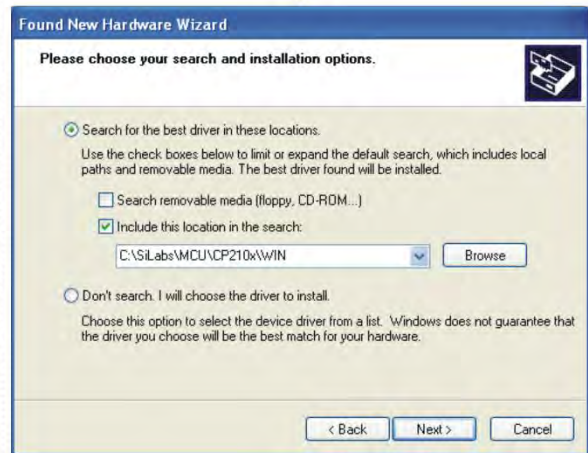 Found New Hardware Wizard
Please choose your search and installation options.
Search for the best driver in these locations.
Use the check boxes below to limit or expand the default search, which includes local
paths and removable media. The best driver found will be installed.
Search removable media (floppy, CD-ROM...)
Include this location in the search:
C:\SiLabs\MCU\CP210x\WIN
Browse
Don't search. I will choose the driver to install.
Choose this option to select the device driver from a list. Windows does not guarantee that
the driver you choose will be the best match for your hardware.
< Back
Next >
Cancel